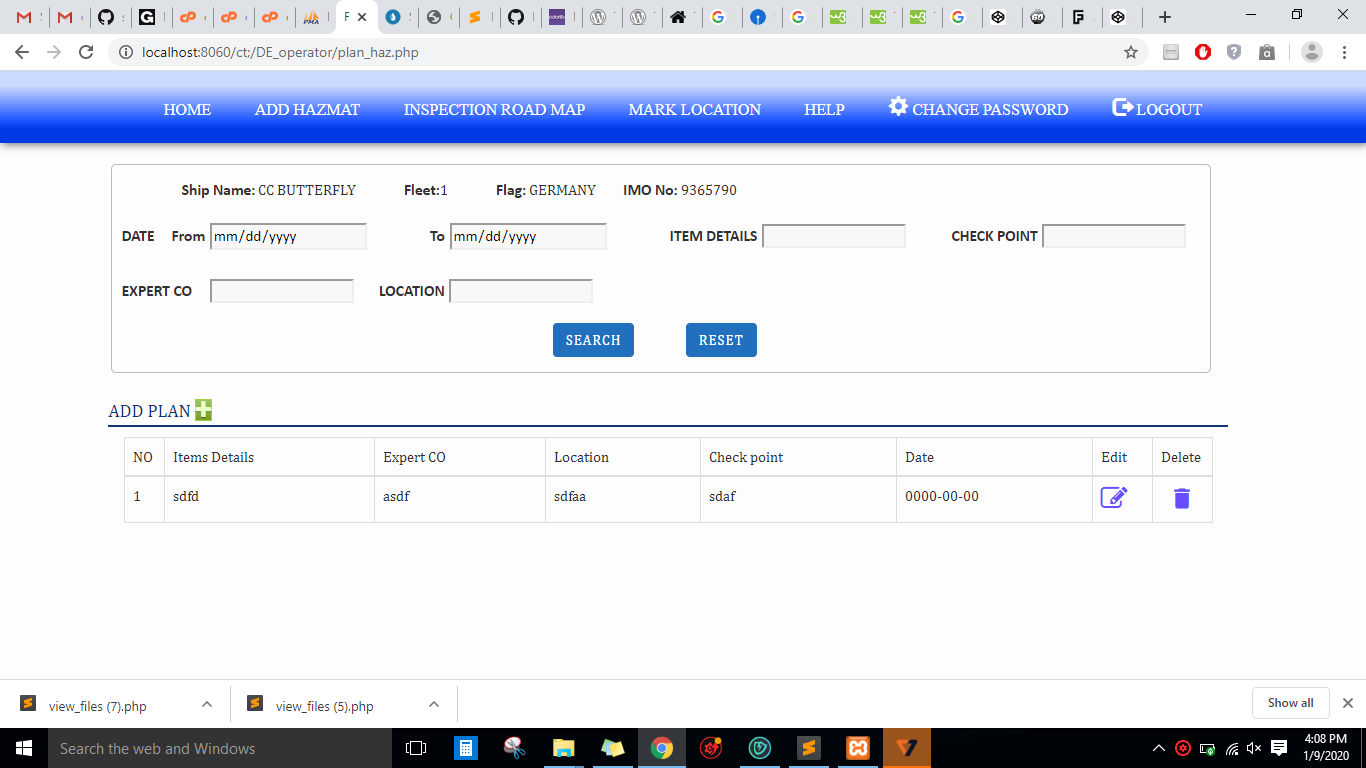 localhost:8060/ct;/DE_operator/plan_haz.php
HOME ADD HAZMAT INSPECTION ROAD MAP MARK LOCATION HELP CHANGE PASSWORD LOGOUT
Ship Name: CC BUTTERFLY Fleet:1 Flag: GERMANY IMO No: 9365790
DATE From mm/dd/yyyy To mm/dd/yyyy ITEM DETAILS CHECK POINT
EXPERT CO LOCATION
SEARCH RESET
ADD PLAN
NO Items Details Expert CO Location Check point Date Edit Delete
1 sdfd asdf sdfaa sdaf 0000-00-00
view_files (7).php view_files (5).php Show all
Search the web and Windows
4:08 PM
1/9/2020